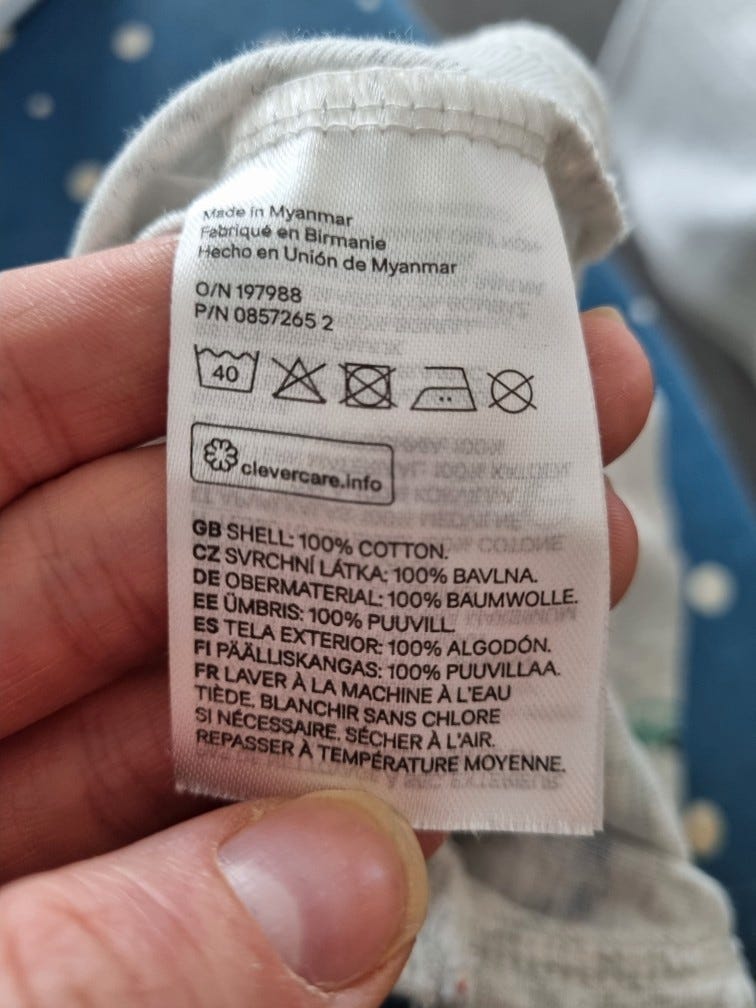 Made in Myanmar
Fabriqué en Birmanie
Hecho en Unión de Myanmar
O/N 197988
P/N 0857265 2
40
clevercare.info
GB SHELL: 100% COTTON.
CZ SVRCHNÍ LÁTKA: 100% BAVLNA.
DE OBERMATERIAL: 100% BAUMWOLLE.
EE ÜMBRIS: 100% PUUVILL.
ES TELA EXTERIOR: 100% ALGODÓN.
FI PÄÄLLISKANGAS: 100% PUUVILLAA.
FR LAVER À LA MACHINE À L'EAU
TIÈDE. BLANCHIR SANS CHLORE
SI NÉCESSAIRE. SÉCHER À L'AIR.
REPASSER À TEMPÉRATURE MOYENNE.